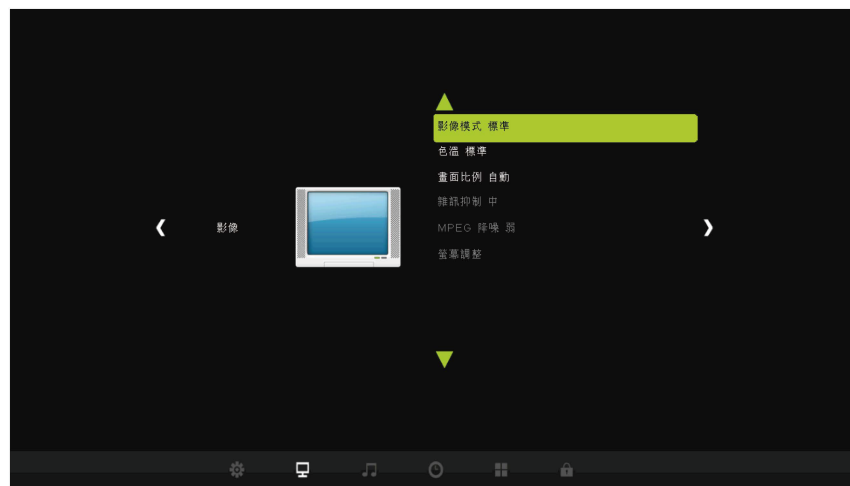 影像
影像模式 標準
色溫 標準
畫面比例 自動
雜訊抑制 中
MPEG 降噪 弱
螢幕調整